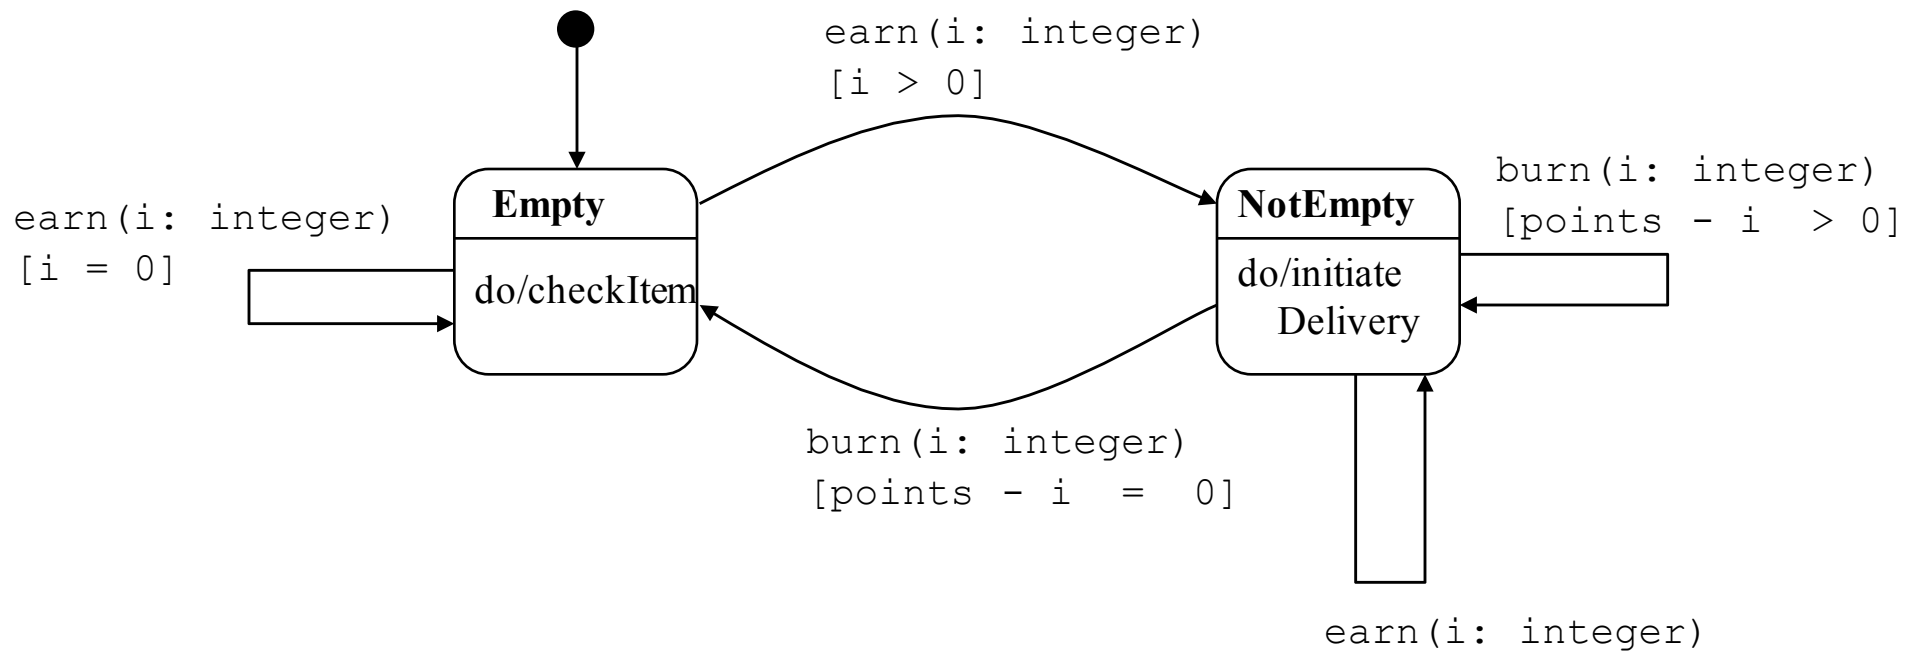 earn(i: integer)
[i > 0]
earn(i: integer)
[i = 0]
Empty
do/checkItem
NotEmpty
do/initiate
Delivery
burn(i: integer)
[points - i  > 0]
burn(i: integer)
[points - i  =  0]
earn(i: integer)